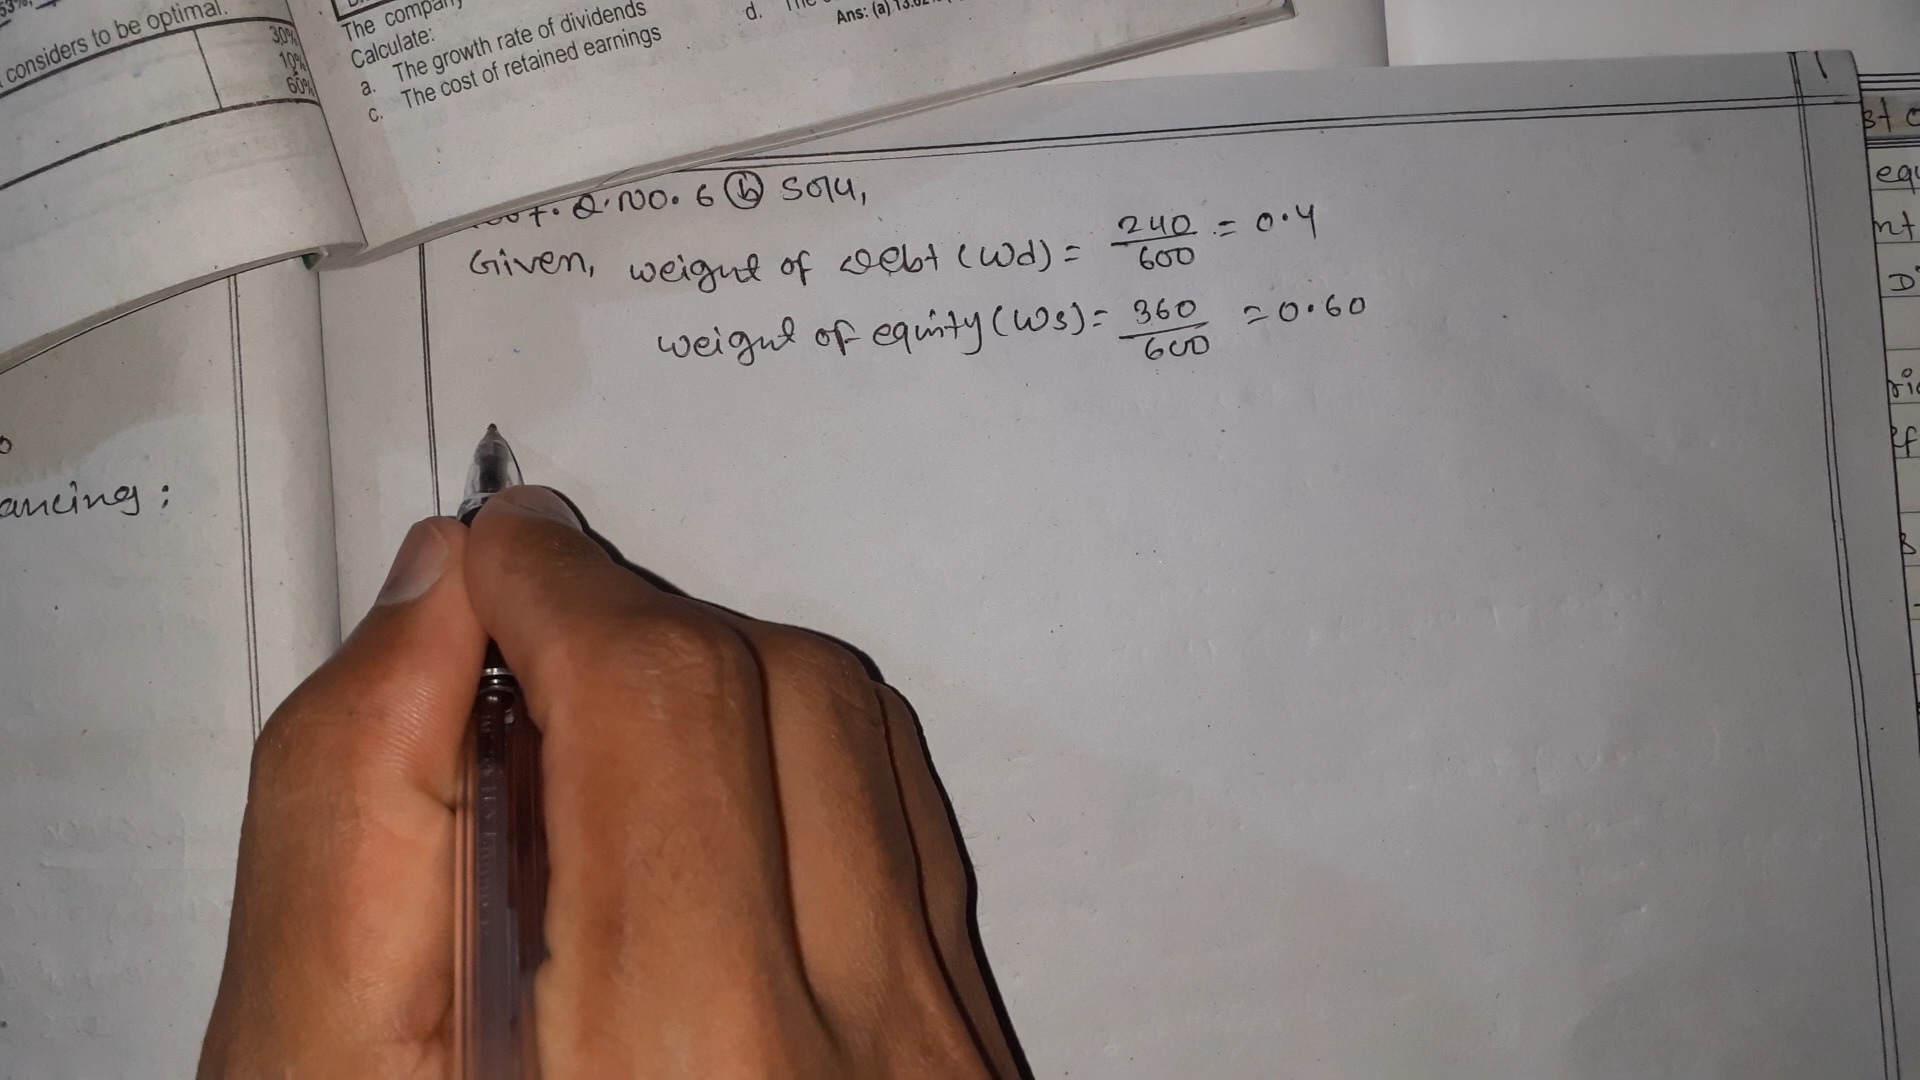 considers to be optimal.
30%
10%
60%
ancing :
The company
Calculate:
a. The growth rate of dividends
c. The cost of retained earnings
d.
Ans: (a)
Q. NO. 6 (b) Soln,
Given, weight of debt (Wd) = 240/600 = 0.4
weight of equity (Ws) = 360/600 = 0.60